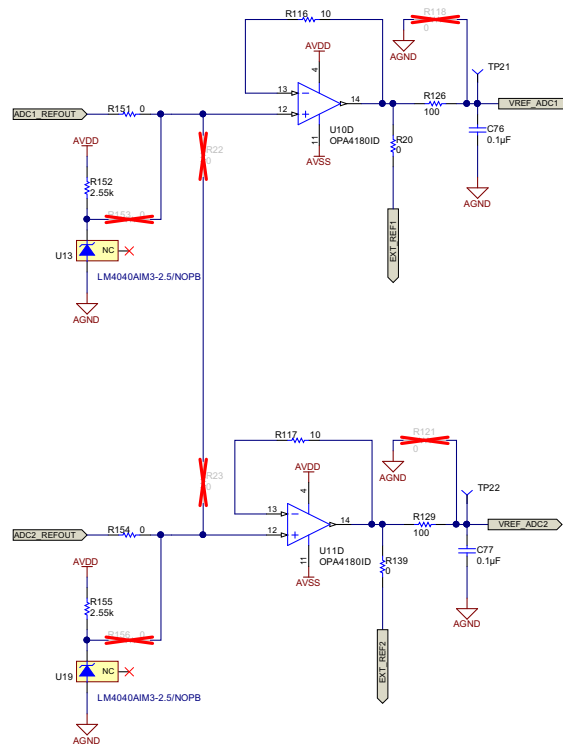 R116 10
R118
0
AVDD
AGND
TP21
4
13
12
14
11
ADC1_REFOUT
R151 0
R126
100
VREF_ADC1
U10D
OPA4180ID
AVSS
R20
0
C76
0.1µF
AGND
AVDD
R22
0
R152
2.55k
R153 0
EXT_REF1
NC
U13
LM4040AIM3-2.5/NOPB
AGND
R117 10
R121
0
AVDD
AGND
R23
0
TP22
4
13
12
14
11
ADC2_REFOUT
R154 0
R129
100
VREF_ADC2
U11D
OPA4180ID
AVSS
R139
0
C77
0.1µF
AGND
AVDD
R155
2.55k
R156 0
EXT_REF2
NC
U19
LM4040AIM3-2.5/NOPB
AGND